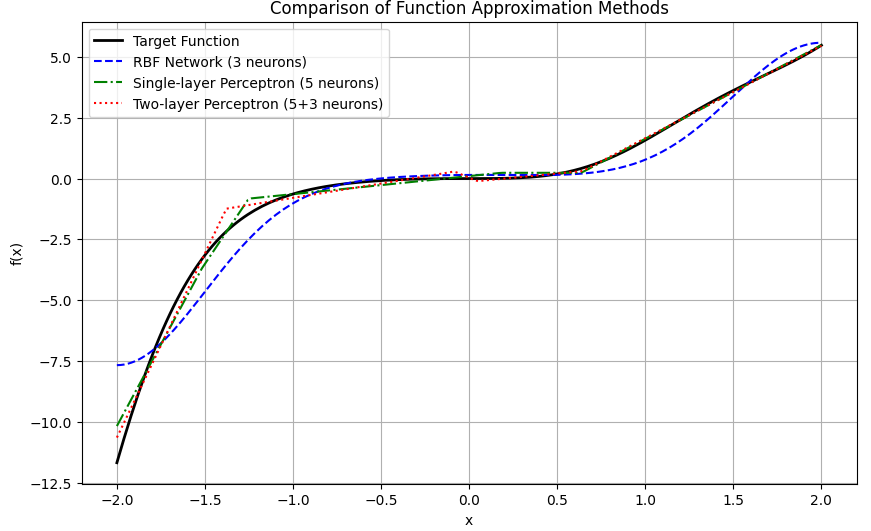 Comparison of Function Approximation Methods
Target Function
RBF Network (3 neurons)
Single-layer Perceptron (5 neurons)
Two-layer Perceptron (5+3 neurons)
f(x)
5.0
2.5
0.0
−2.5
−5.0
−7.5
−10.0
−12.5
−2.0 −1.5 −1.0 −0.5 0.0 0.5 1.0 1.5 2.0
x